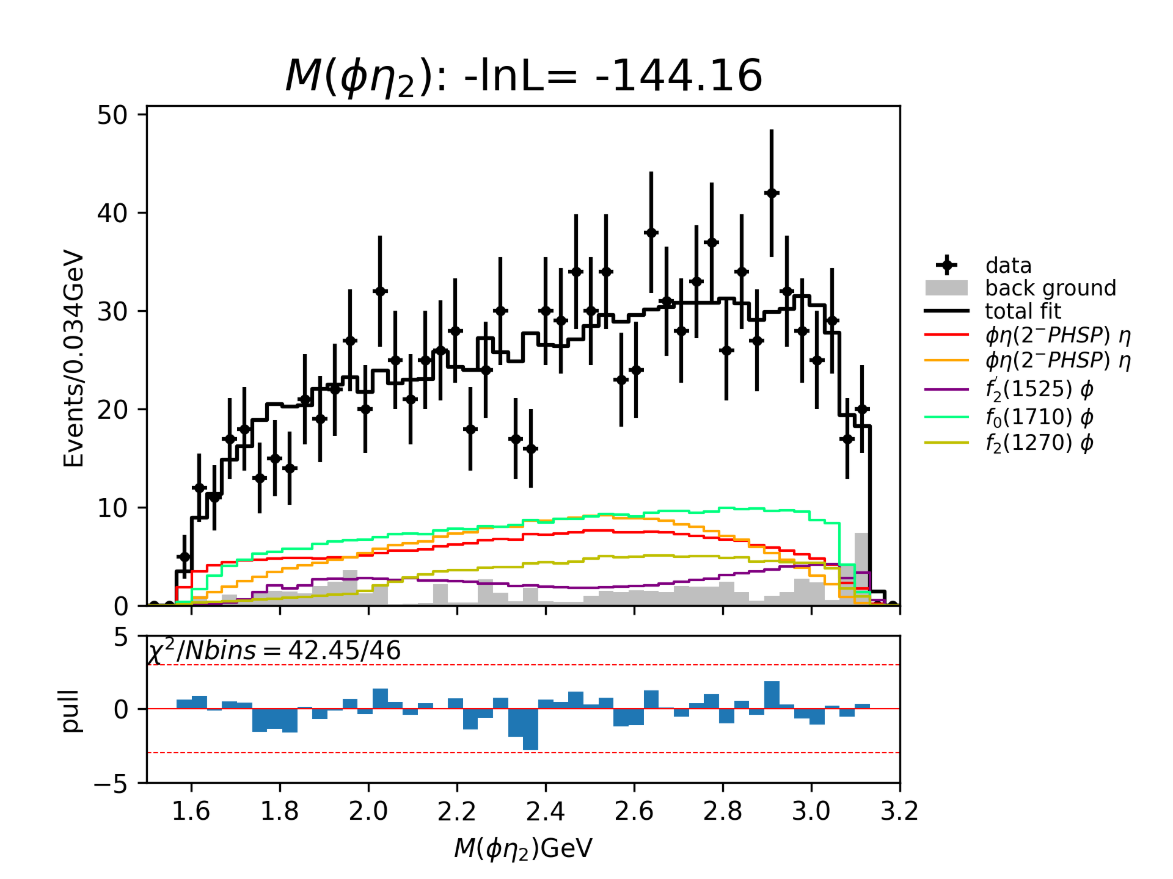 M(ϕη₂): -lnL= -144.16
50
40
30
20
10
0
Events/0.034GeV
data
back ground
total fit
ϕη(2⁻PHSP) η
ϕη(2⁻PHSP) η
f₂′(1525) ϕ
f₀(1710) ϕ
f₂(1270) ϕ
χ²/Nbins = 42.45/46
5
0
−5
pull
1.6 1.8 2.0 2.2 2.4 2.6 2.8 3.0 3.2
M(ϕη₂)GeV